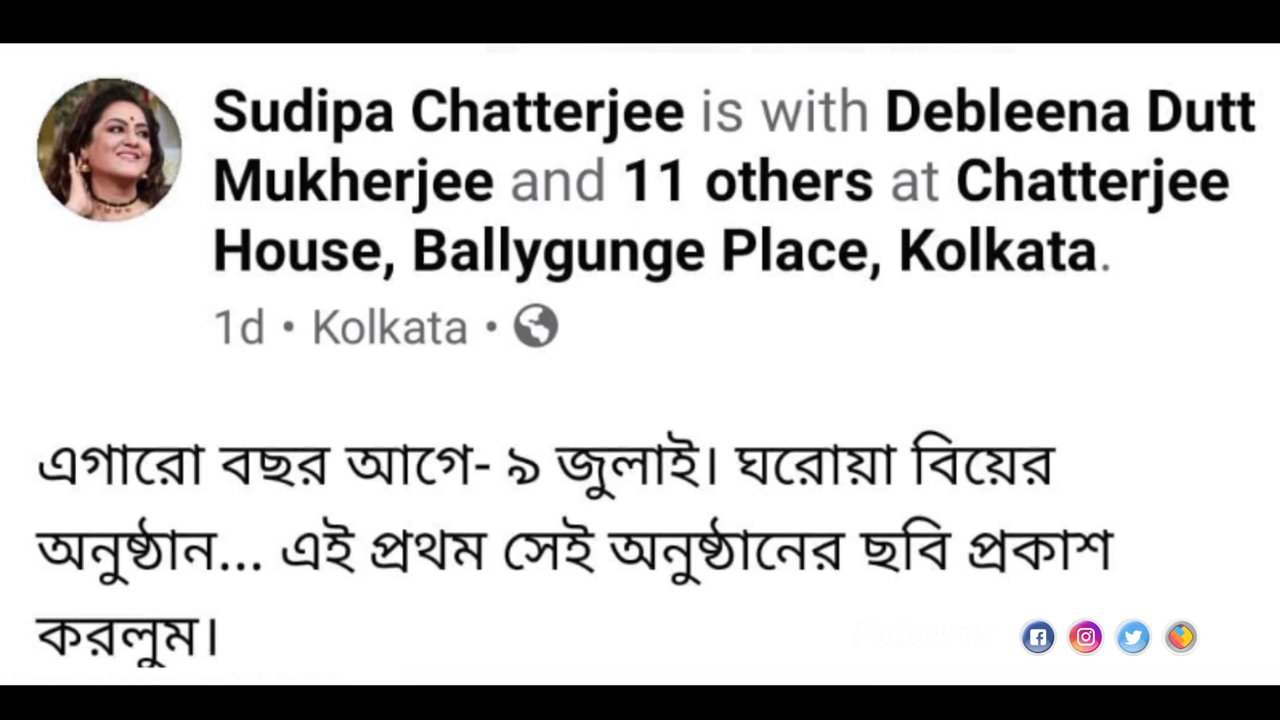 Sudipa Chatterjee is with Debleena Dutt
Mukherjee and 11 others at Chatterjee
House, Ballygunge Place, Kolkata.
1d • Kolkata •
এগারো বছর আগে- ৯ জুলাই। ঘরোয়া বিয়ের
অনুষ্ঠান... এই প্রথম সেই অনুষ্ঠানের ছবি প্রকাশ
করলুম।